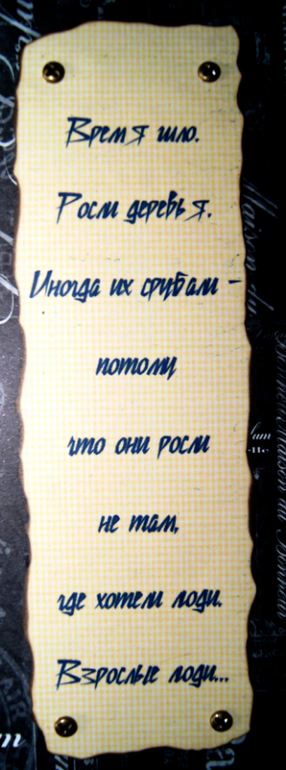 Время шло.
Росли деревья.
Иногда их срубали -
потому
что они росли
не там,
где хотели люди.
Взрослые люди...